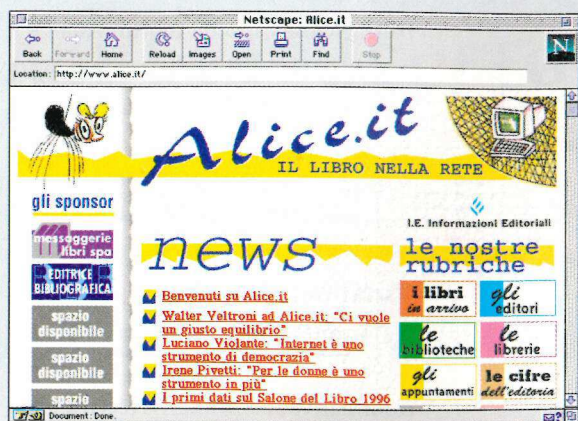 Netscape: Alice.it
Back
Forward
Home
Reload
Images
Open
Print
Find
Stop
N
Location: http://www.alice.it/
Alice.it
IL LIBRO NELLA RETE
gli sponsor
messaggerie
libri spa
EDITRICE
BIBLIOGRAFICA
spazio
disponibile
spazio
disponibile
spazio
news
Benvenuti su Alice.it
Walter Veltroni ad Alice.it: "Ci vuole
un giusto equilibrio"
Luciano Violante: "Internet è uno
strumento di democrazia"
Irene Pivetti: "Per le donne è uno
strumento in più"
I primi dati sul Salone del Libro 1996
I.E. Informazioni Editoriali
le nostre
rubriche
i libri
in arrivo
gli
editori
le
biblioteche
le
librerie
gli
appuntamenti
le cifre
dell'editoria
Document: Done.